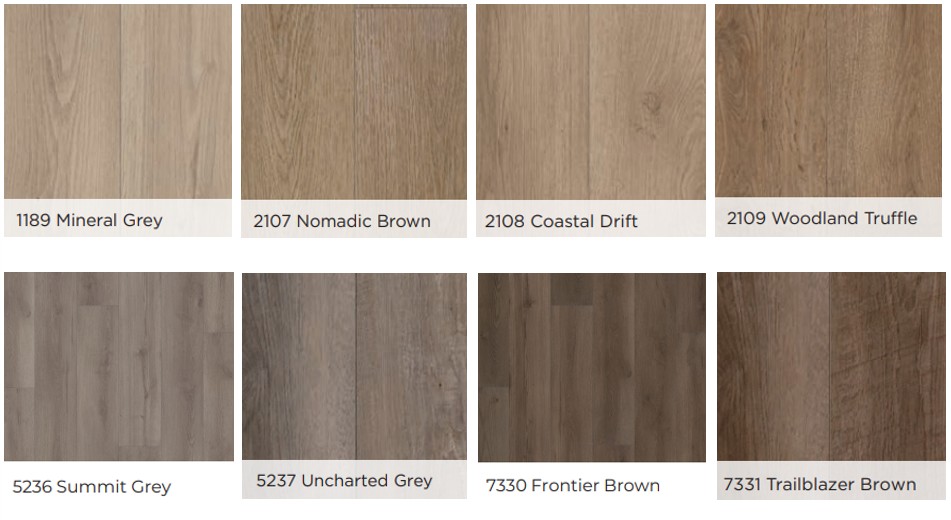 1189 Mineral Grey
2107 Nomadic Brown
2108 Coastal Drift
2109 Woodland Truffle
5236 Summit Grey
5237 Uncharted Grey
7330 Frontier Brown
7331 Trailblazer Brown